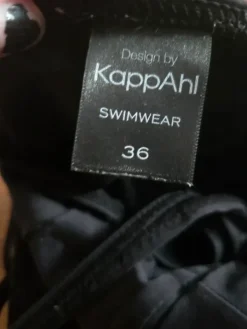 Design by
KappAhl
SWIMWEAR
36